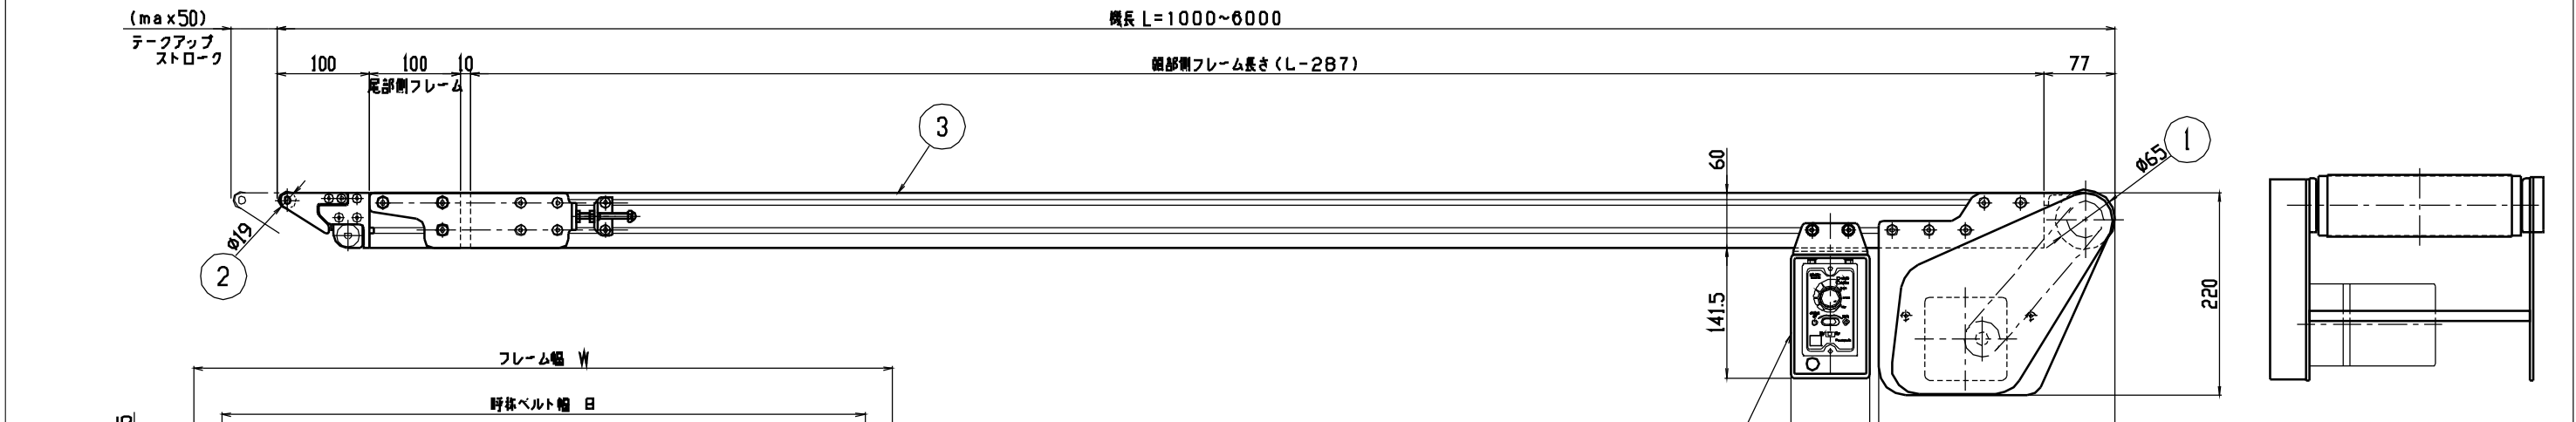 (max50)
機長 L=1000~6000
テークアップ
ストローク
100
100
10
頭部側フレーム長さ(L-287)
77
尾部側フレーム
3
1
ø65
60
ø19
2
141.5
220
フレーム幅 W
呼称ベルト幅 B